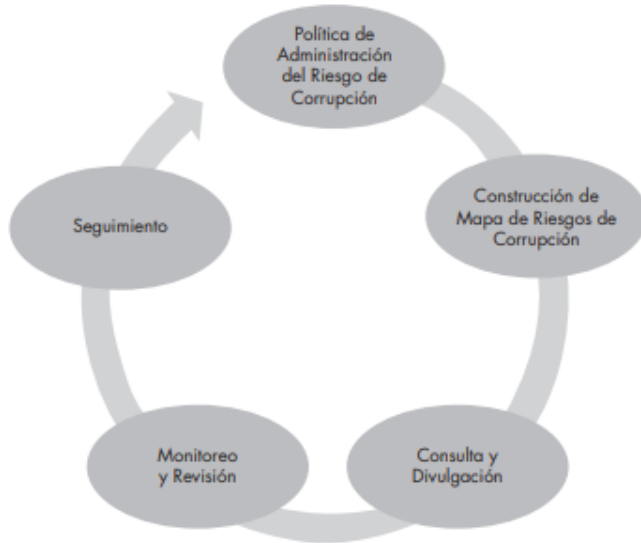 Política de
Administración
del Riesgo de
Corrupción
Construcción de
Mapa de Riesgos de
Corrupción
Consulta y
Divulgación
Monitoreo
y Revisión
Seguimiento